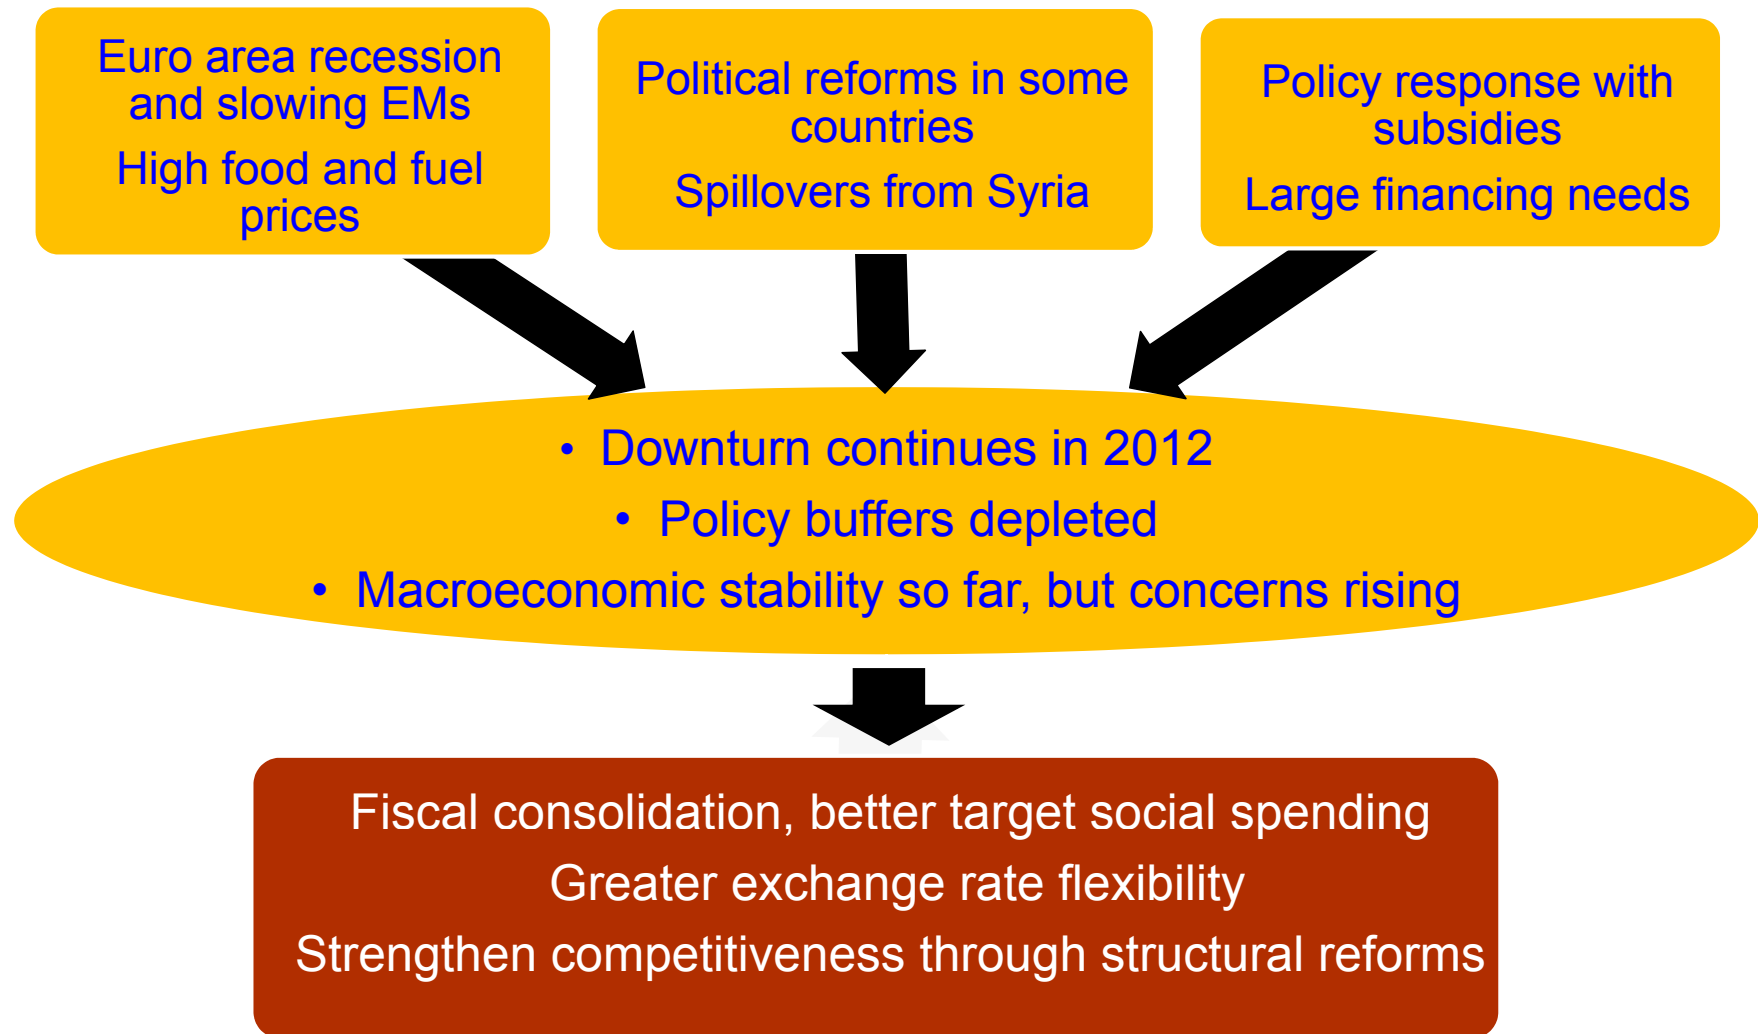 Euro area recession
and slowing EMs
High food and fuel
prices
Political reforms in some
countries
Spillovers from Syria
Policy response with
subsidies
Large financing needs
• Downturn continues in 2012
• Policy buffers depleted
• Macroeconomic stability so far, but concerns rising
Fiscal consolidation, better target social spending
Greater exchange rate flexibility
Strengthen competitiveness through structural reforms